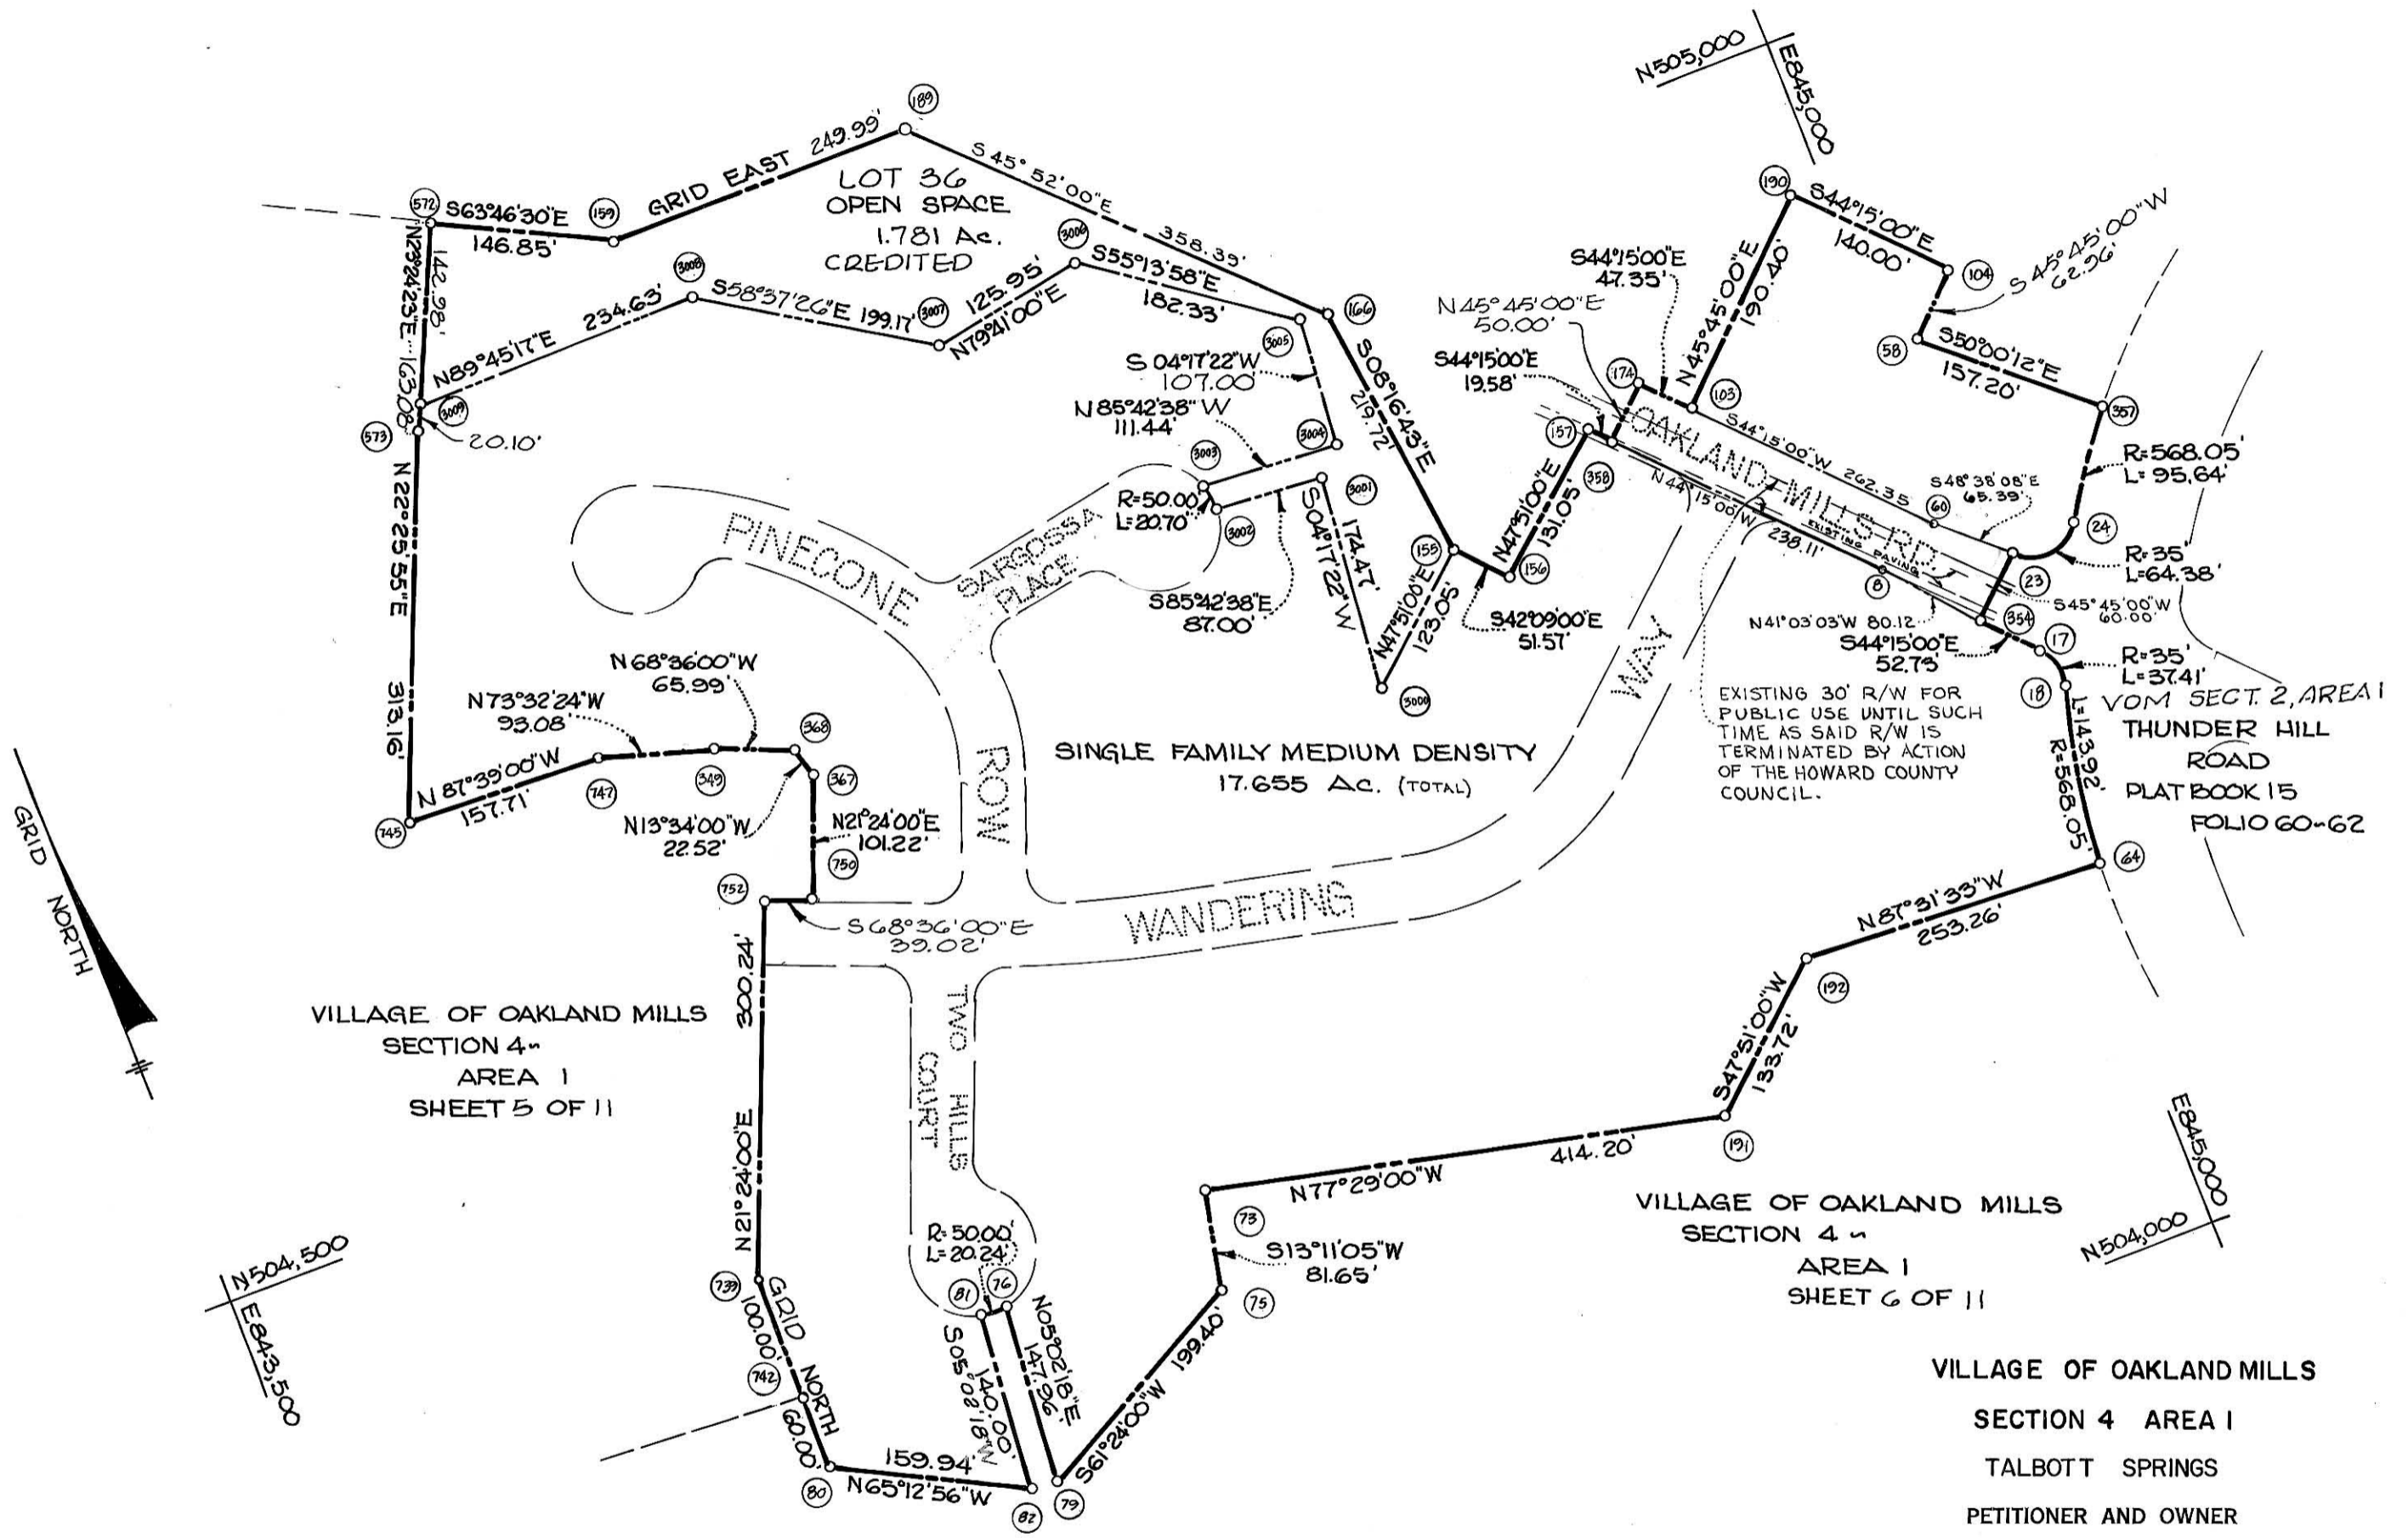 N505,000
E845,000
189
GRID EAST 249.99'
S45°52'00"E
358.39'
LOT 36
OPEN SPACE
1.781 Ac.
CREDITED
572
S63°46'30"E
146.85'
159
N23°24'23"E 163.08'
142.98'
3009
20.10'
573
N89°45'17"E 234.63'
3008
S58°37'26"E 199.17'
3007
125.95'
N79°41'00"E
3006
S55°13'58"E
182.33'
3005
166
S 04°17'22"W
107.00'
N85°42'38"W
111.44'
3003
3004
R=50.00'
L=20.70'
3002
3001
S85°42'38"E
87.00'
S04°17'22"W
174.47'
3000
S08°16'43"E
219.72'
155
N47°51'00"E
123.05'
156
S42°09'00"E
51.57'
N47°51'00"E
131.05'
157
358
S44°15'00"E
19.58'
N45°45'00"E
50.00'
174
S44°15'00"E
47.35'
103
N45°45'00"E
190.40'
190
S44°15'00"E
140.00'
104
S45°45'00"W
62.96'
58
S50°00'12"E
157.20'
357
R=568.05'
L=95.64'
24
R=35'
L=64.38'
23
OAKLAND MILLS RD.
EXISTING PAVING
S44°15'00"W 262.35
60
S48°38'08"E
65.39'
N44°15'00"W
238.11'
8
N41°03'03"W 80.12
S45°45'00"W
60.00'
354
S44°15'00"E
52.73'
17
R=35'
L=37.41'
18
L=143.92'
R=568.05'
64
VOM SECT. 2, AREA 1
THUNDER HILL
ROAD
PLAT BOOK 15
FOLIO 60-62
EXISTING 30' R/W FOR
PUBLIC USE UNTIL SUCH
TIME AS SAID R/W IS
TERMINATED BY ACTION
OF THE HOWARD COUNTY
COUNCIL.
SINGLE FAMILY MEDIUM DENSITY
17.655 AC. (TOTAL)
PINECONE
ROW
SARGOSSA
PLACE
WANDERING
WAY
TWO HILLS
COURT
N22°25'55"E
313.16'
745
N87°39'00"W
157.71'
747
N73°32'24"W
93.08'
349
N68°36'00"W
65.99'
368
367
N13°34'00"W
22.52'
N21°24'00"E
101.22'
750
752
S68°36'00"E
39.02'
GRID NORTH
VILLAGE OF OAKLAND MILLS
SECTION 4~
AREA 1
SHEET 5 OF 11
N21°24'00"E
300.24'
739
GRID NORTH
100.00'
742
60.00'
80
159.94'
N65°12'56"W
82
79
R=50.00'
L=20.24'
81
76
S05°02'18"W
140.00'
N05°02'18"E
147.96'
S61°24'00"W
199.40'
75
S13°11'05"W
81.65'
73
N77°29'00"W
414.20'
191
S47°51'00"W
133.72'
192
N87°31'33"W
253.26'
N504,500
E843,500
E845,000
N504,000
VILLAGE OF OAKLAND MILLS
SECTION 4~
AREA 1
SHEET 6 OF 11
VILLAGE OF OAKLAND MILLS
SECTION 4 AREA 1
TALBOTT SPRINGS
PETITIONER AND OWNER